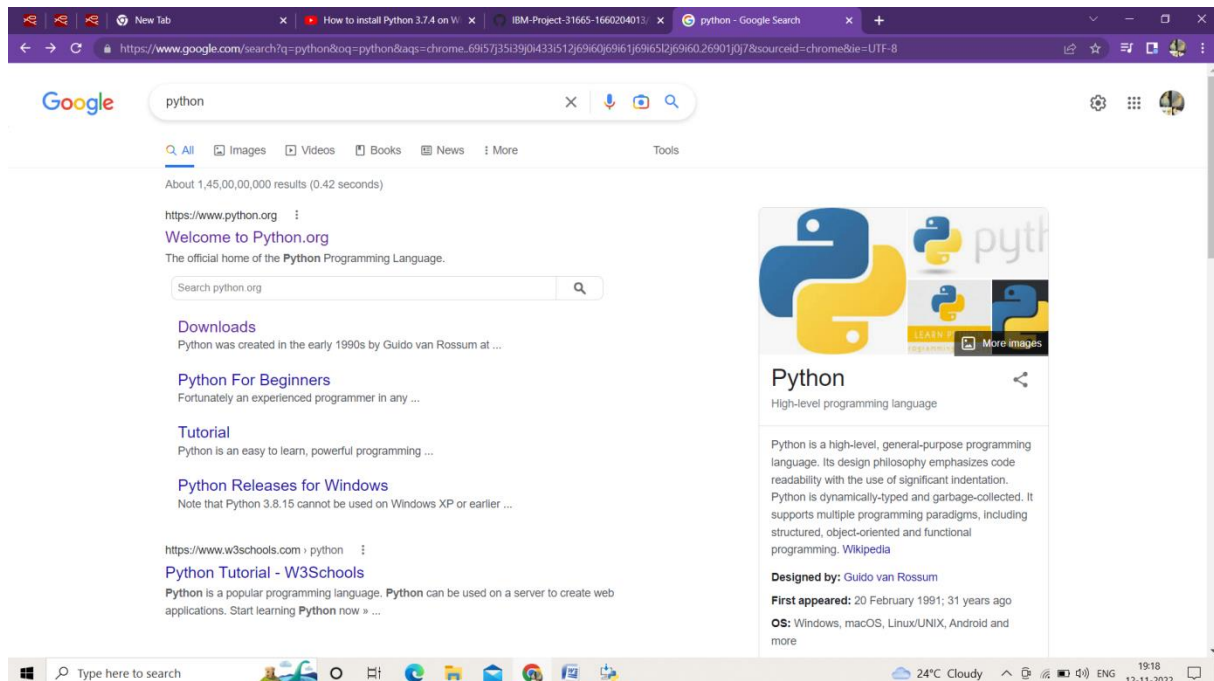 New Tab
How to install Python 3.7.4 on Wi
IBM-Project-31665-1660204013/
python - Google Search
https://www.google.com/search?q=python&oq=python&aqs=chrome..69i57j35i39j0i433i512j69i60j69i61j69i65l2j69i60.26901j0j7&sourceid=chrome&ie=UTF-8
Google
python
All
Images
Videos
Books
News
More
Tools
About 1,45,00,00,000 results (0.42 seconds)
https://www.python.org
Welcome to Python.org
The official home of the Python Programming Language.
Search python.org
Downloads
Python was created in the early 1990s by Guido van Rossum at ...
Python For Beginners
Fortunately an experienced programmer in any ...
Tutorial
Python is an easy to learn, powerful programming ...
Python Releases for Windows
Note that Python 3.8.15 cannot be used on Windows XP or earlier ...
https://www.w3schools.com › python
Python Tutorial - W3Schools
Python is a popular programming language. Python can be used on a server to create web
applications. Start learning Python now » ...
pyth
LEARN
More images
Python
High-level programming language
Python is a high-level, general-purpose programming
language. Its design philosophy emphasizes code
readability with the use of significant indentation.
Python is dynamically-typed and garbage-collected. It
supports multiple programming paradigms, including
structured, object-oriented and functional
programming. Wikipedia
Designed by: Guido van Rossum
First appeared: 20 February 1991; 31 years ago
OS: Windows, macOS, Linux/UNIX, Android and
more
Type here to search
24°C Cloudy
ENG
19:18
12-11-2022